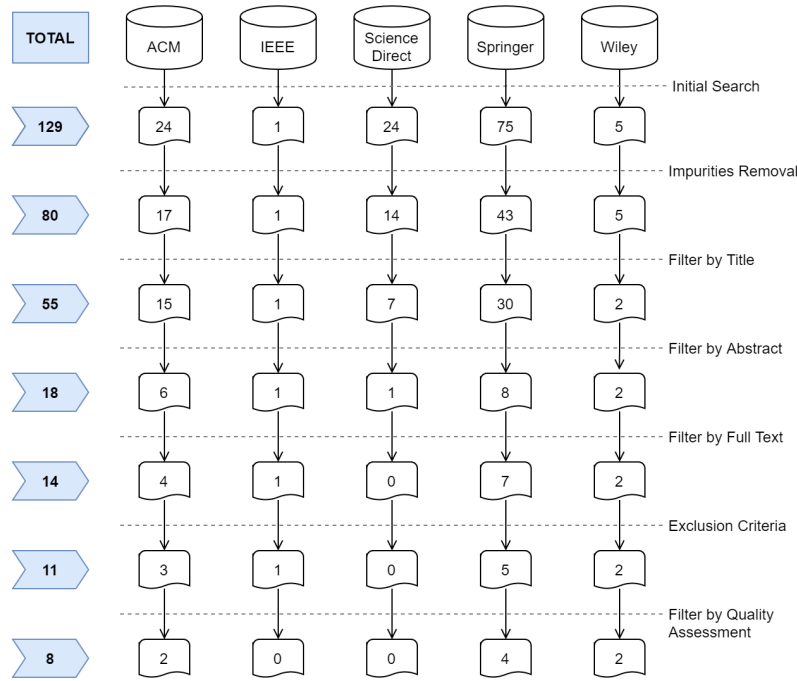 TOTAL
ACM
IEEE
Science
Direct
Springer
Wiley
Initial Search
129
24
1
24
75
5
Impurities Removal
80
17
1
14
43
5
Filter by Title
55
15
1
7
30
2
Filter by Abstract
18
6
1
1
8
2
Filter by Full Text
14
4
1
0
7
2
Exclusion Criteria
11
3
1
0
5
2
Filter by Quality
Assessment
8
2
0
0
4
2